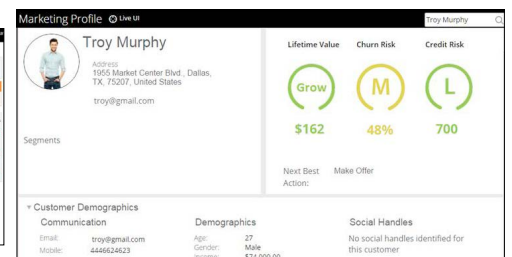 Marketing Profile Live UI
Troy Murphy
Troy Murphy
Address
1955 Market Center Blvd., Dallas,
TX, 75207, United States
troy@gmail.com
Segments
Lifetime Value Churn Risk Credit Risk
Grow M L
$162 48% 700
Next Best Make Offer
Action:
Customer Demographics
Communication Demographics Social Handles
Email: troy@gmail.com Age: 27 No social handles identified for
Mobile: 4446624623 Gender: Male this customer
Income: $74,000.00